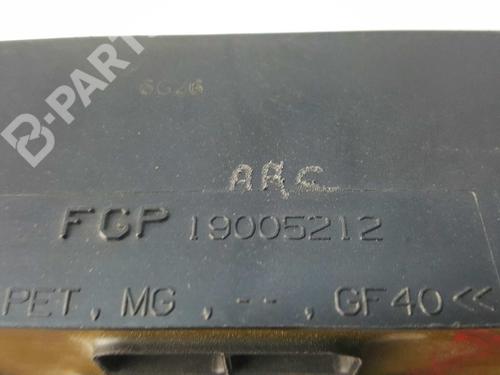 B-PARTS
6G26
ARC
FGP 19005212
PET, MG , --, GF40<<